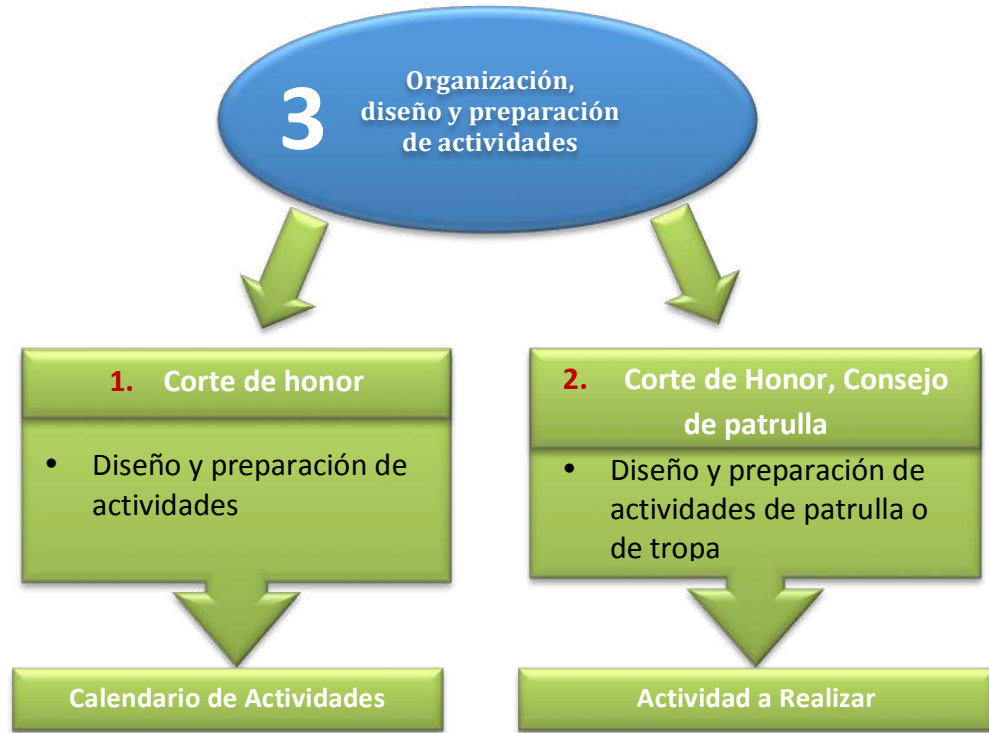 3
Organización,
diseño y preparación
de actividades
1. Corte de honor
• Diseño y preparación de
actividades
Calendario de Actividades
2. Corte de Honor, Consejo
de patrulla
• Diseño y preparación de
actividades de patrulla o
de tropa
Actividad a Realizar